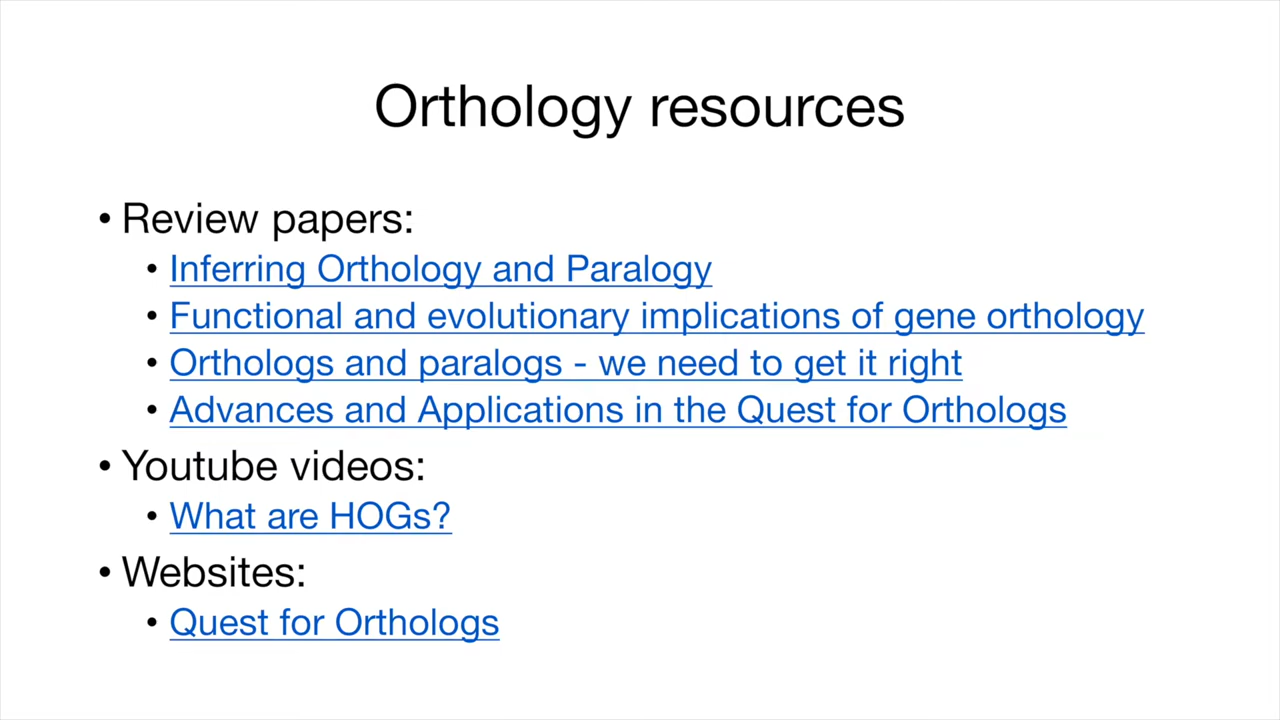 Orthology resources
• Review papers:
• Inferring Orthology and Paralogy
• Functional and evolutionary implications of gene orthology
• Orthologs and paralogs - we need to get it right
• Advances and Applications in the Quest for Orthologs
• Youtube videos:
• What are HOGs?
• Websites:
• Quest for Orthologs